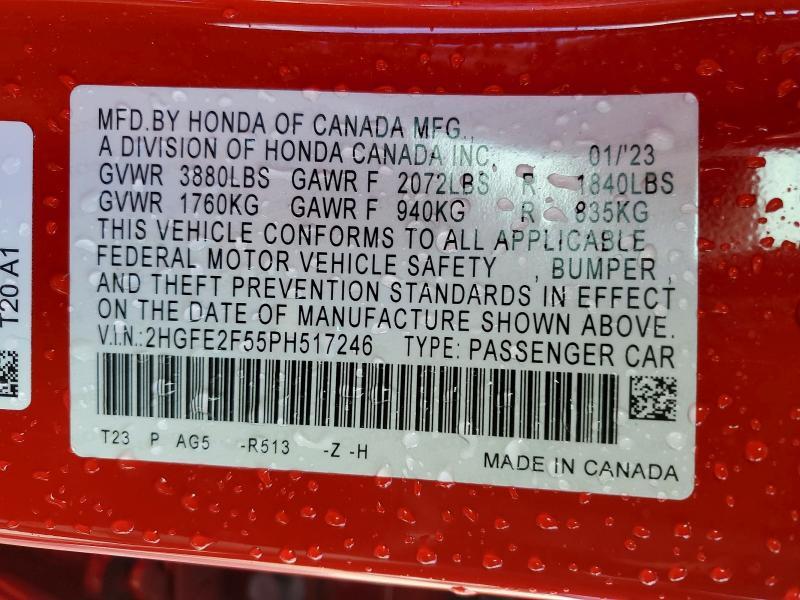 MFD.BY HONDA OF CANADA MFG.,
A DIVISION OF HONDA CANADA INC. 01/'23
GVWR 3880LBS GAWR F 2072LBS R 1840LBS
GVWR 1760KG GAWR F 940KG R 835KG
THIS VEHICLE CONFORMS TO ALL APPLICABLE
FEDERAL MOTOR VEHICLE SAFETY , BUMPER ,
AND THEFT PREVENTION STANDARDS IN EFFECT
ON THE DATE OF MANUFACTURE SHOWN ABOVE.
V.I.N.:2HGFE2F55PH517246 TYPE: PASSENGER CAR
T23 P AG5 -R513 -Z -H
MADE IN CANADA
T20 A1